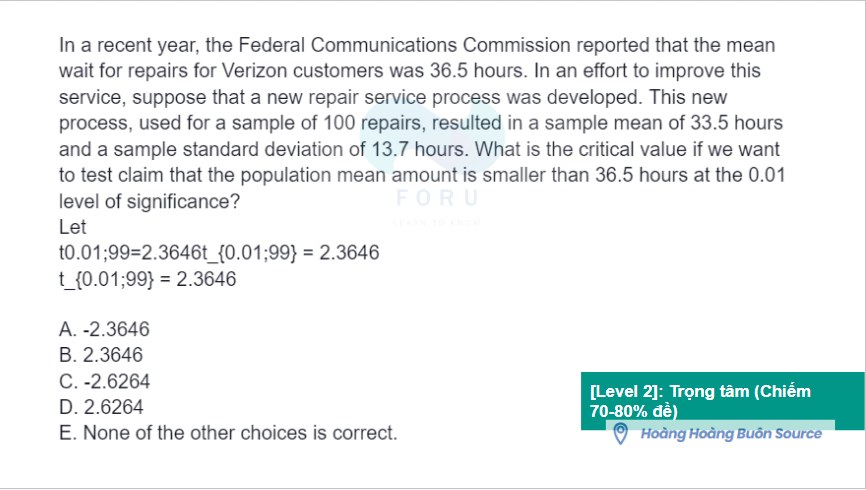 In a recent year, the Federal Communications Commission reported that the mean
wait for repairs for Verizon customers was 36.5 hours. In an effort to improve this
service, suppose that a new repair service process was developed. This new
process, used for a sample of 100 repairs, resulted in a sample mean of 33.5 hours
and a sample standard deviation of 13.7 hours. What is the critical value if we want
to test claim that the population mean amount is smaller than 36.5 hours at the 0.01
level of significance?
FORU
Let
t0.01;99=2.3646t_{0.01;99} = 2.3646
t_{0.01;99} = 2.3646
A. -2.3646
B. 2.3646
C. -2.6264
D. 2.6264
E. None of the other choices is correct.
[Level 2]: Trọng tâm (Chiếm
70-80% đề)
Hoàng Hoàng Buôn Source